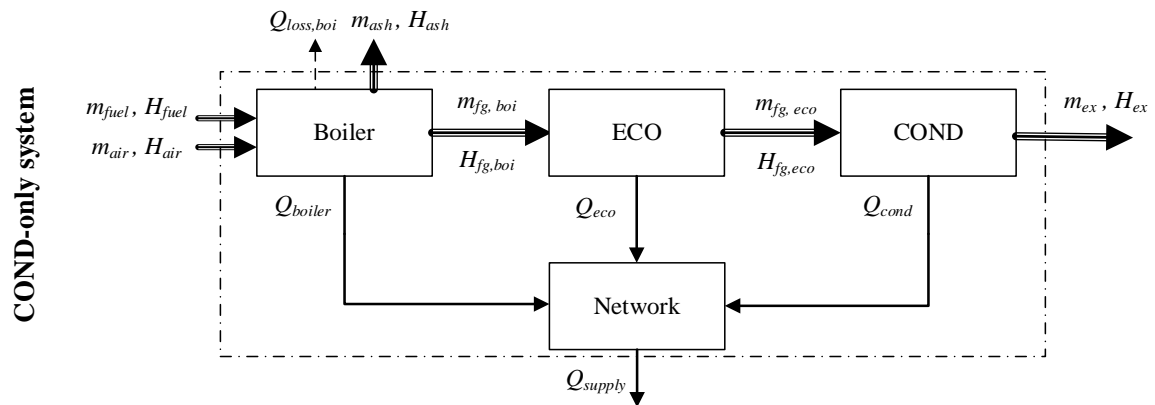 COND-only system
Q_loss,boi
m_ash, H_ash
m_fuel, H_fuel
m_air, H_air
Boiler
m_fg, boi
H_fg,boi
ECO
m_fg, eco
H_fg,eco
COND
m_ex, H_ex
Q_boiler
Q_eco
Q_cond
Network
Q_supply